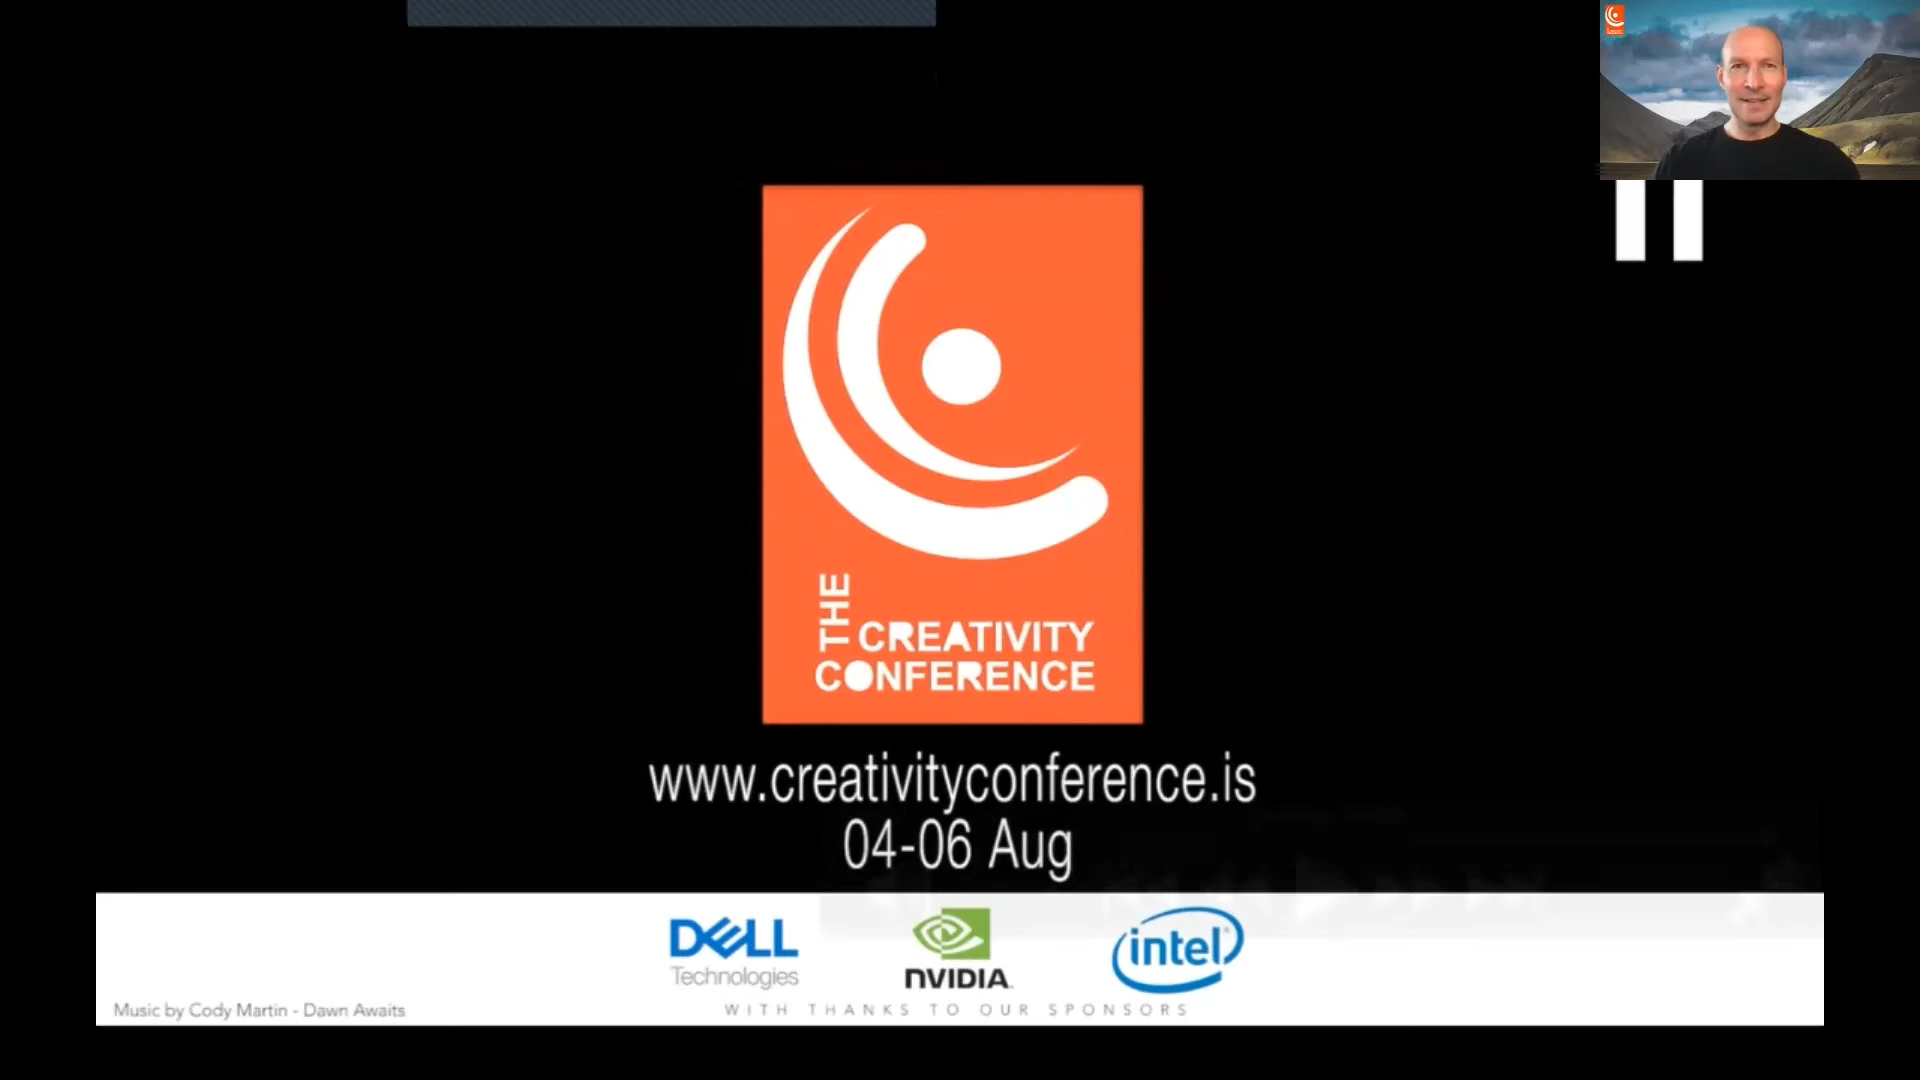 THE
CREATIVITY
CONFERENCE
www.creativityconference.is
04-06 Aug
DELL
Technologies
NVIDIA.
intel
Music by Cody Martin - Dawn Awaits
WITH THANKS TO OUR SPONSORS